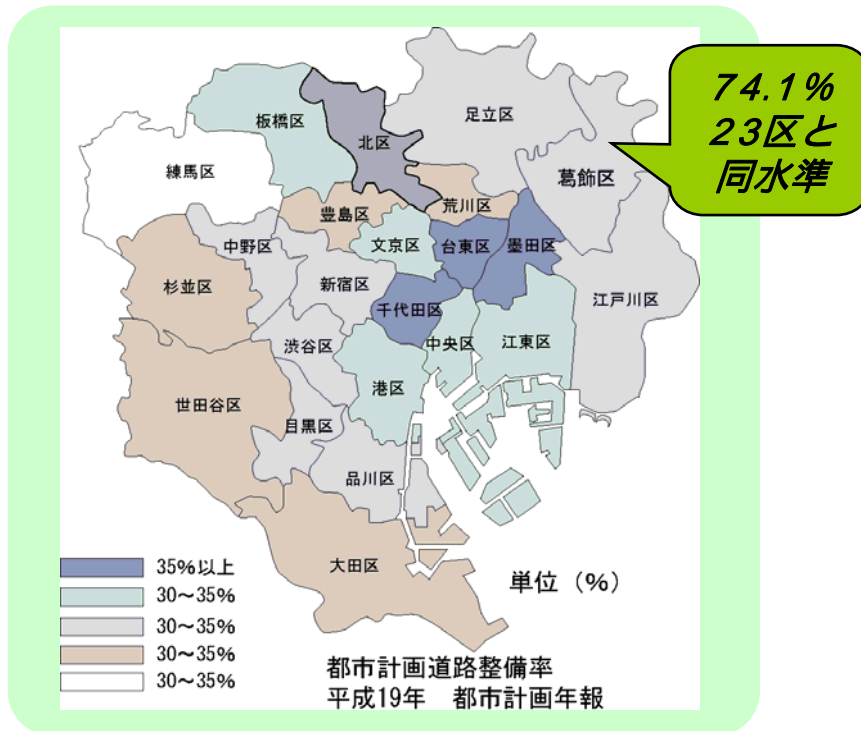 74.1%
23区と
同水準
足立区
板橋区
北区
葛飾区
練馬区
豊島区
荒川区
文京区
中野区
台東区
墨田区
杉並区
新宿区
江戸川区
千代田区
渋谷区
中央区
江東区
港区
世田谷区
目黒区
品川区
大田区
35%以上
30～35%
30～35%
30～35%
30～35%
単位（%）
都市計画道路整備率
平成19年　都市計画年報